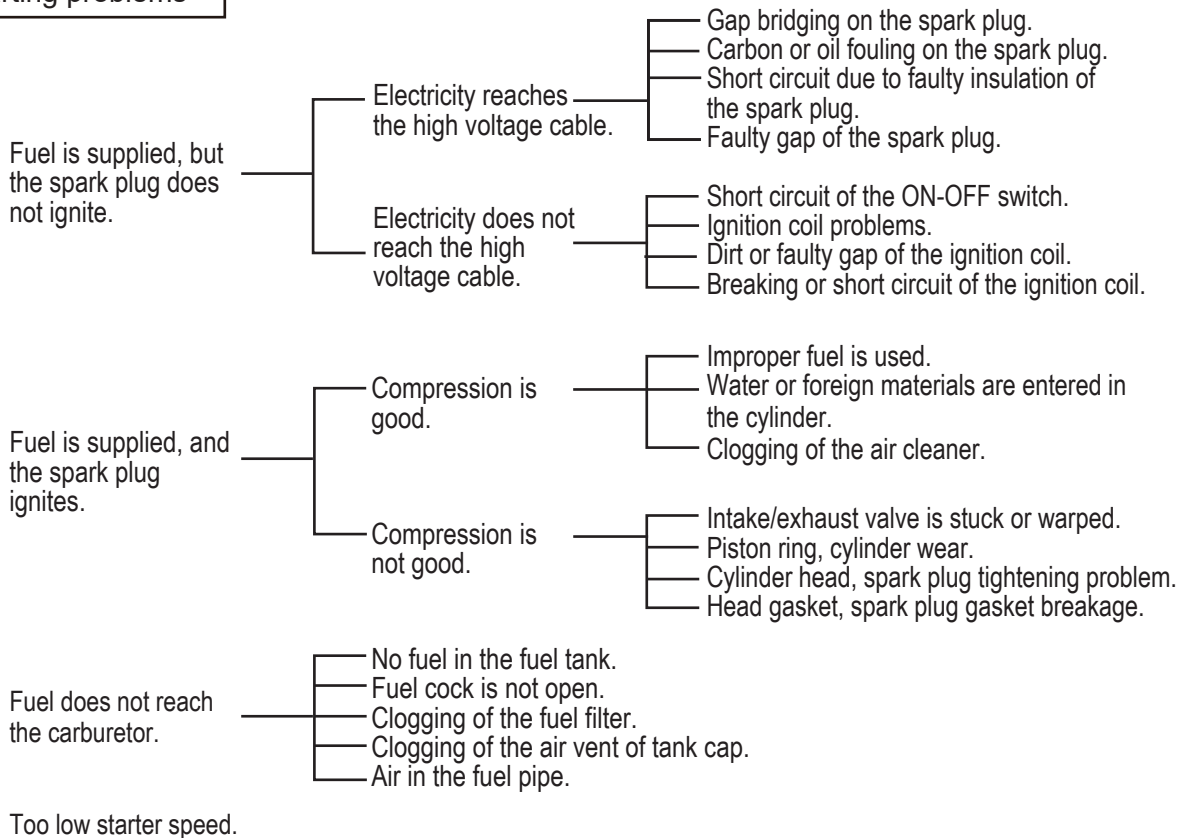 Fuel is supplied, but
the spark plug does
not ignite.
Electricity reaches
the high voltage cable.
Gap bridging on the spark plug.
Carbon or oil fouling on the spark plug.
Short circuit due to faulty insulation of
the spark plug.
Faulty gap of the spark plug.
Electricity does not
reach the high
voltage cable.
Short circuit of the ON-OFF switch.
Ignition coil problems.
Dirt or faulty gap of the ignition coil.
Breaking or short circuit of the ignition coil.
Fuel is supplied, and
the spark plug
ignites.
Compression is
good.
Improper fuel is used.
Water or foreign materials are entered in
the cylinder.
Clogging of the air cleaner.
Compression is
not good.
Intake/exhaust valve is stuck or warped.
Piston ring, cylinder wear.
Cylinder head, spark plug tightening problem.
Head gasket, spark plug gasket breakage.
Fuel does not reach
the carburetor.
No fuel in the fuel tank.
Fuel cock is not open.
Clogging of the fuel filter.
Clogging of the air vent of tank cap.
Air in the fuel pipe.
Too low starter speed.